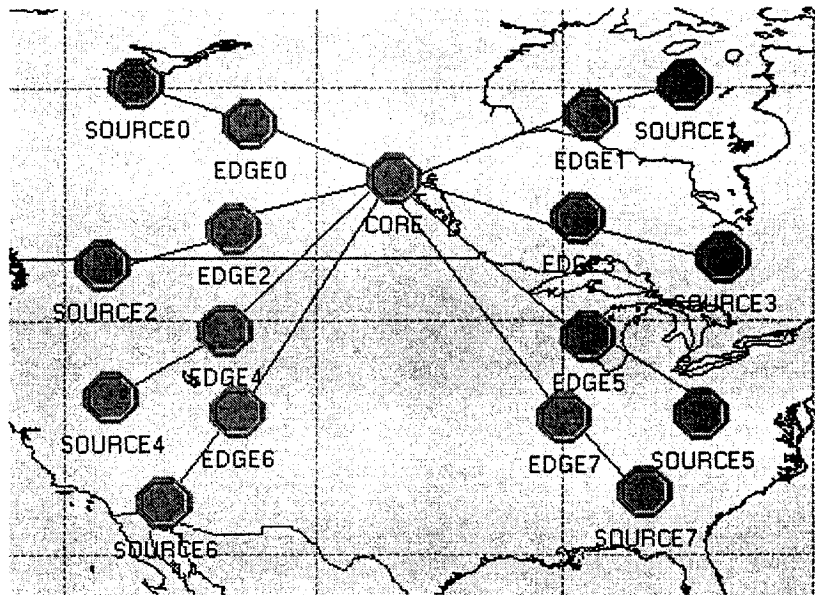 SOURCE0
SOURCE1
EDGE0
EDGE1
CORE
EDGE2
EDGE3
SOURCE2
SOURCE3
EDGE4
EDGE5
SOURCE4
EDGE6
EDGE7
SOURCE5
SOURCE6
SOURCE7